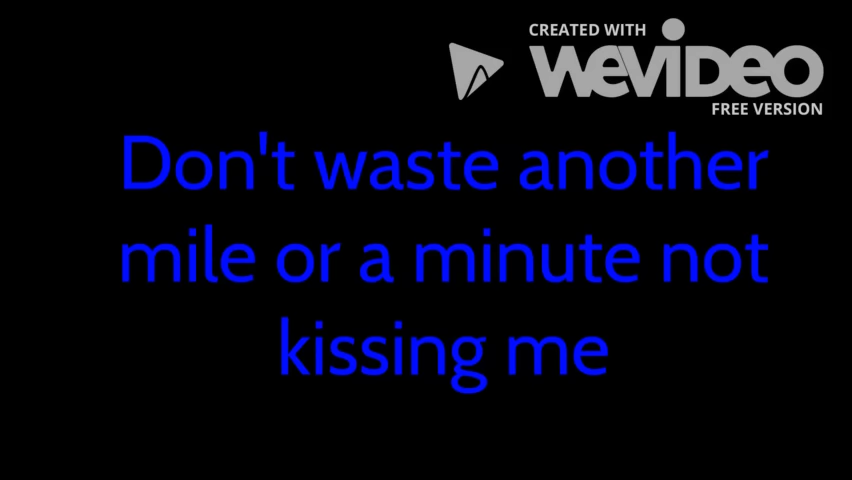 CREATED WITH
WEVIDEO
FREE VERSION
Don't waste another
mile or a minute not
kissing me